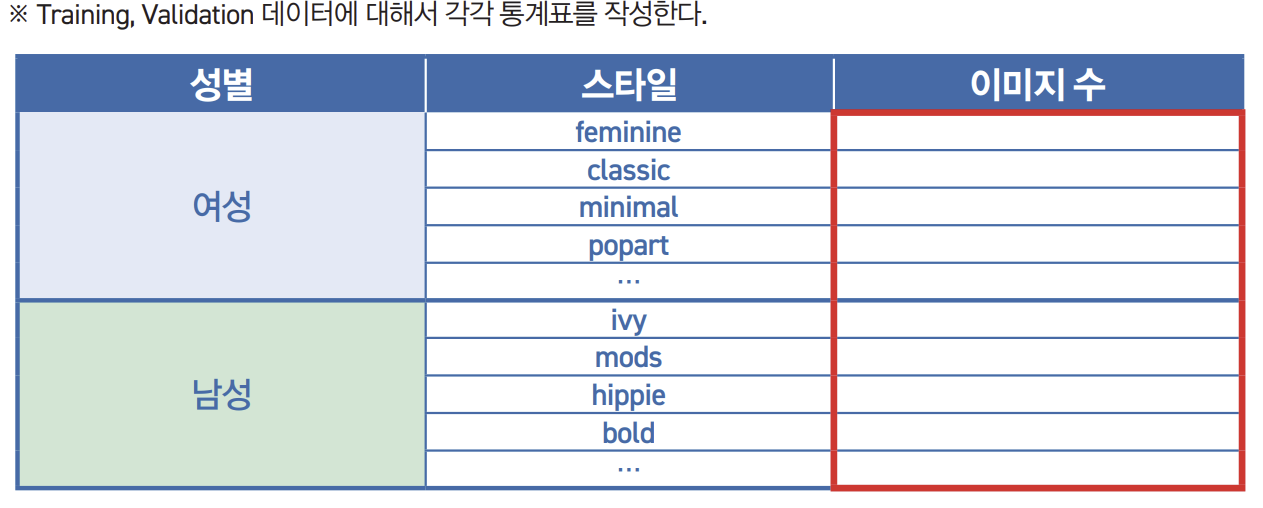 ※ Training, Validation 데이터에 대해서 각각 통계표를 작성한다.
성별 스타일 이미지 수
여성
feminine
classic
minimal
popart
…
남성
ivy
mods
hippie
bold
…